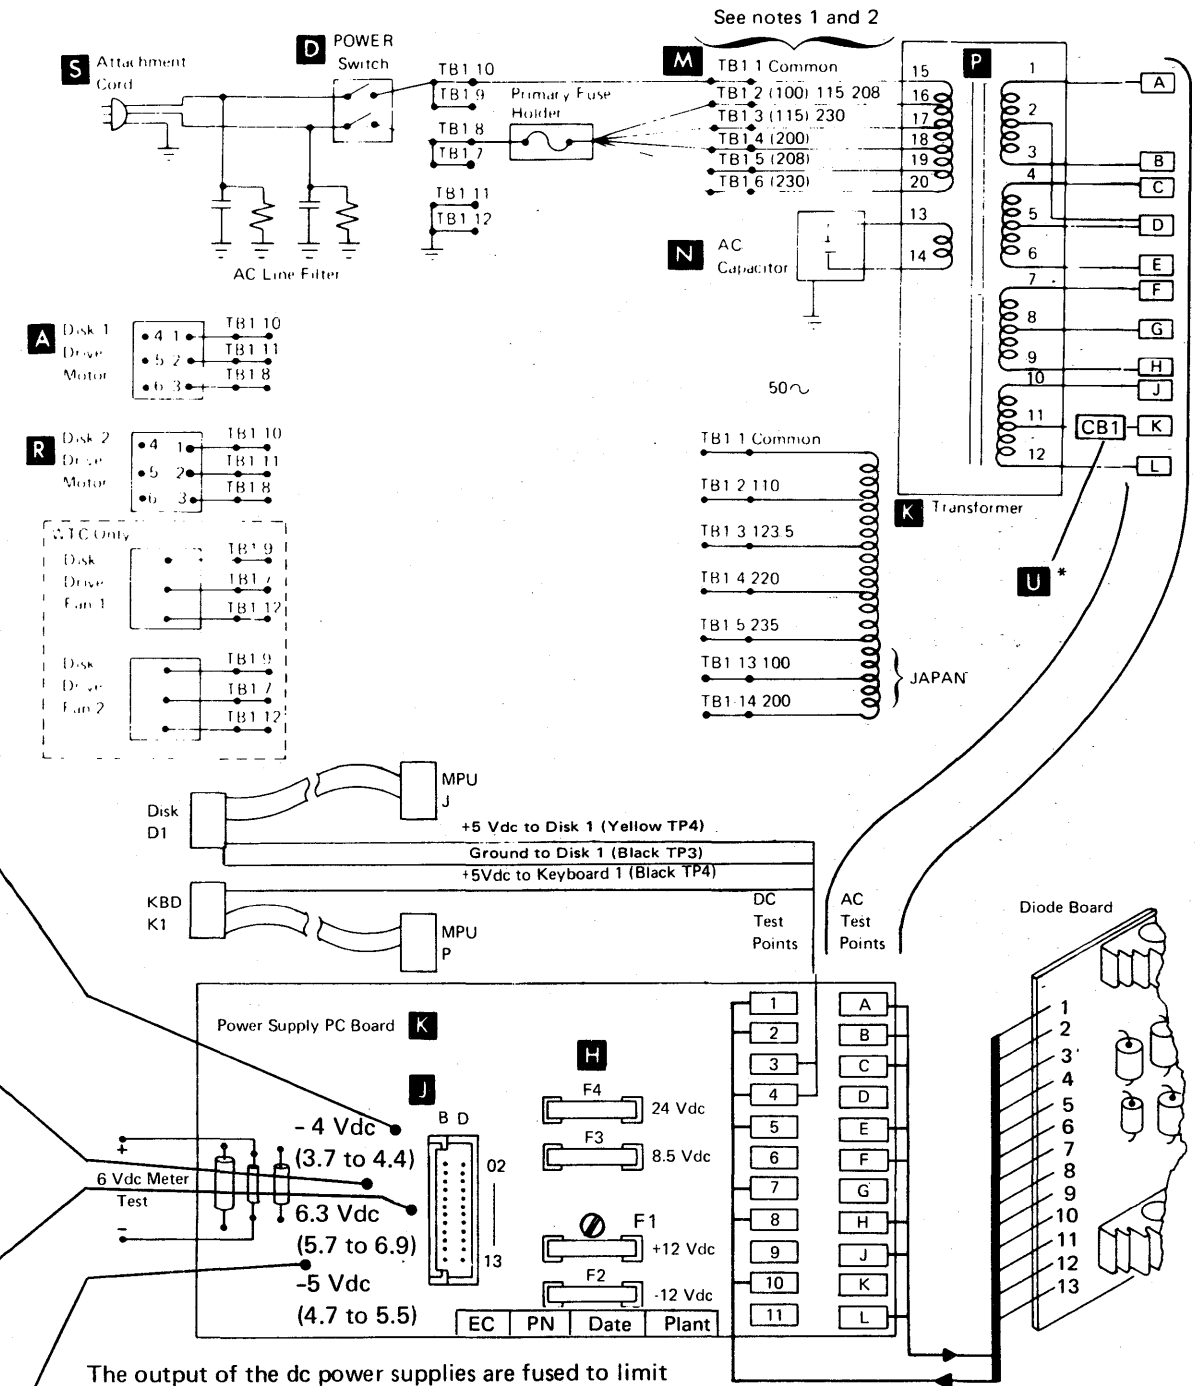 See notes 1 and 2
S Attachment Cord
D POWER Switch
TB1 10
TB1 9
Primary Fuse Holder
TB1 8
TB1 7
TB1 11
TB1 12
AC Line Filter
M
TB1 1 Common
TB1 2 (100) 115 208
TB1 3 (115) 230
TB1 4 (200)
TB1 5 (208)
TB1 6 (230)
15
16
17
18
19
20
13
14
N AC Capacitor
P
1
2
3
4
5
6
7
8
9
10
11
12
A
B
C
D
E
F
G
H
J
CB1 K
L
K Transformer
U *
A Disk 1 Drive Motor
4 1 TB1 10
5 2 TB1 11
6 3 TB1 8
R Disk 2 Drive Motor
4 1 TB1 10
5 2 TB1 11
6 3 TB1 8
WTC Only
Disk Drive Fan 1
TB1 9
TB1 7
TB1 12
Disk Drive Fan 2
TB1 9
TB1 7
TB1 12
50~
TB1 1 Common
TB1 2 110
TB1 3 123.5
TB1 4 220
TB1 5 235
TB1 13 100
TB1 14 200
JAPAN
Disk D1
MPU J
+5 Vdc to Disk 1 (Yellow TP4)
Ground to Disk 1 (Black TP3)
+5Vdc to Keyboard 1 (Black TP4)
KBD K1
MPU P
DC Test Points
AC Test Points
Diode Board
1
2
3
4
5
6
7
8
9
10
11
12
13
Power Supply PC Board K
H
J
B D
02
13
- 4 Vdc
(3.7 to 4.4)
+
6 Vdc Meter Test
−
6.3 Vdc
(5.7 to 6.9)
-5 Vdc
(4.7 to 5.5)
F4
24 Vdc
F3
8.5 Vdc
F1
+12 Vdc
F2
-12 Vdc
EC PN Date Plant
1 A
2 B
3 C
4 D
5 E
6 F
7 G
8 H
9 J
10 K
11 L
The output of the dc power supplies are fused to limit